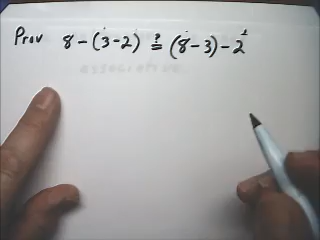 Prov 8 - (3 - 2) ≟ (8 - 3) - 2